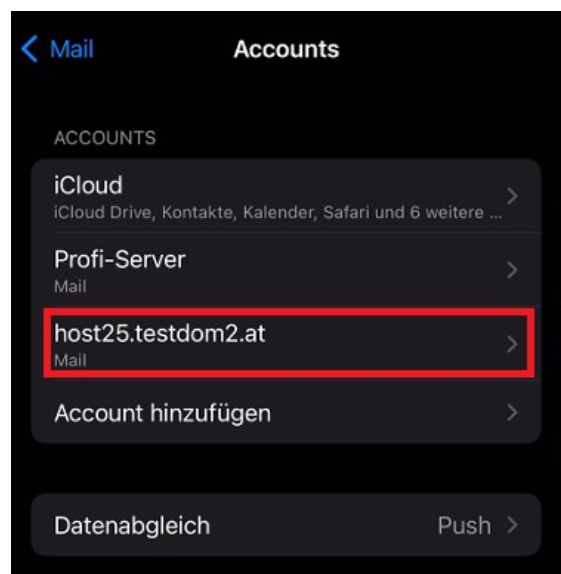 Mail
Accounts
ACCOUNTS
iCloud
iCloud Drive, Kontakte, Kalender, Safari und 6 weitere ...
Profi-Server
Mail
host25.testdom2.at
Mail
Account hinzufügen
Datenabgleich
Push